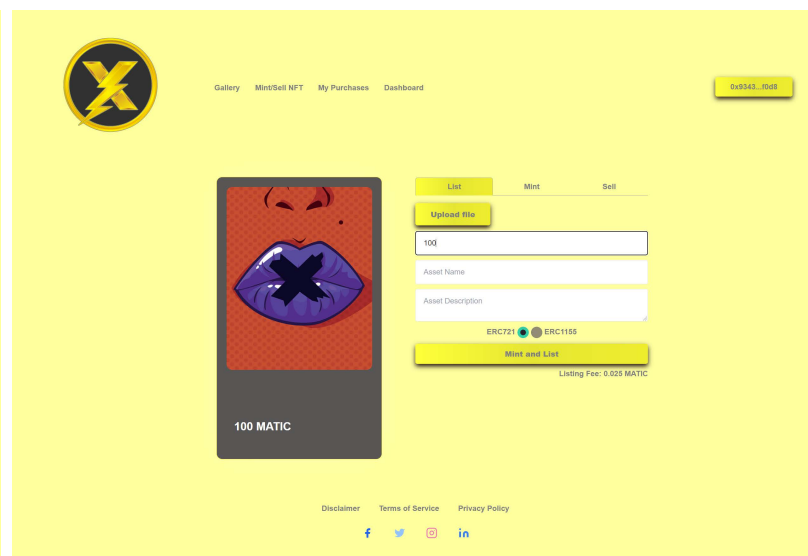 X
Gallery Mint/Sell NFT My Purchases Dashboard
0x9343...f0d8
List Mint Sell
Upload file
100
Asset Name
Asset Description
ERC721 ERC1155
Mint and List
Listing Fee: 0.025 MATIC
100 MATIC
Disclaimer Terms of Service Privacy Policy